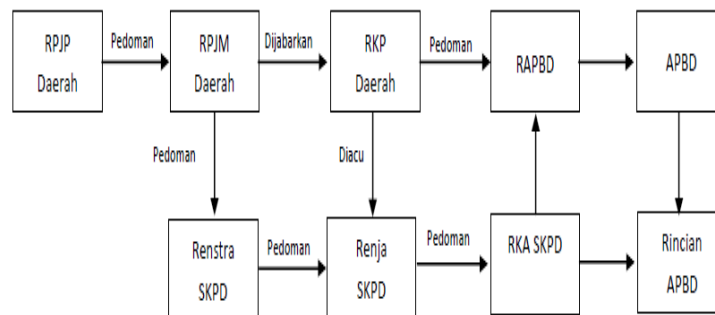 RPJP
Daerah
Pedoman
RPJM
Daerah
Dijabarkan
RKP
Daerah
Pedoman
RAPBD
APBD
Pedoman
Diacu
Renstra
SKPD
Pedoman
Renja
SKPD
Pedoman
RKA SKPD
Rincian
APBD